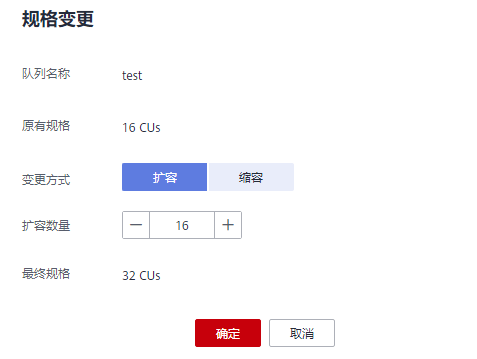 规格变更
队列名称 test
原有规格 16 CUs
变更方式 扩容 缩容
扩容数量 — 16 +
最终规格 32 CUs
确定 取消